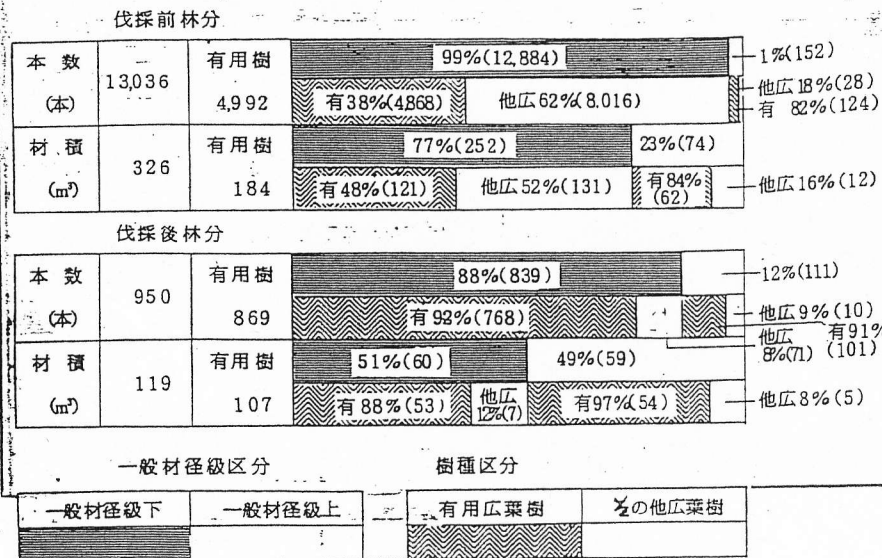 伐採前林分
本数 (本) 13,036 有用樹 4,992
99%(12,884) 1%(152)
有38%(4,868) 他広62%(8.016) 他広18%(28)
有 82%(124)
材積 (m³) 326 有用樹 184
77%(252) 23%(74)
有48%(121) 他広52%(131) 有84%(62) 他広16%(12)
伐採後林分
本数 (本) 950 有用樹 869
88%(839) 12%(111)
有92%(768) 他広8%(71) 他広9%(10)
有91%(101)
材積 (m³) 119 有用樹 107
51%(60) 49%(59)
有88%(53) 他広12%(7) 有97%(54) 他広8%(5)
一般材径級区分 樹種区分
一般材径級下 一般材径級上 有用広葉樹 の他広葉樹